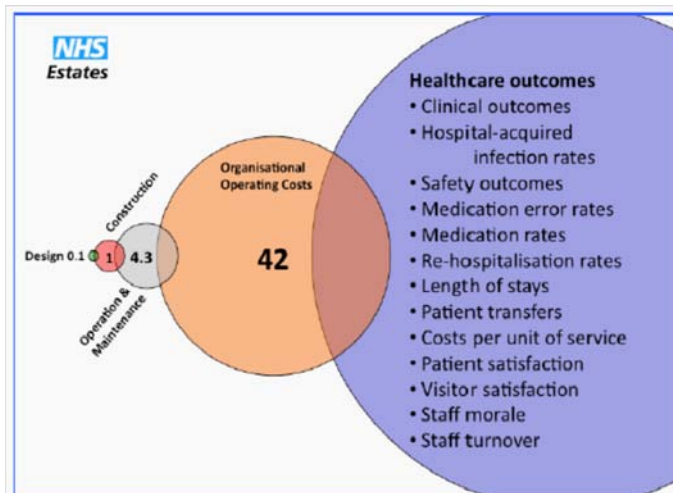 NHS
Estates
Healthcare outcomes
• Clinical outcomes
• Hospital-acquired
infection rates
• Safety outcomes
• Medication error rates
• Medication rates
• Re-hospitalisation rates
• Length of stays
• Patient transfers
• Costs per unit of service
• Patient satisfaction
• Visitor satisfaction
• Staff morale
• Staff turnover
Organisational
Operating Costs
42
Construction
Design 0.1
1
4.3
Operation &
Maintenance